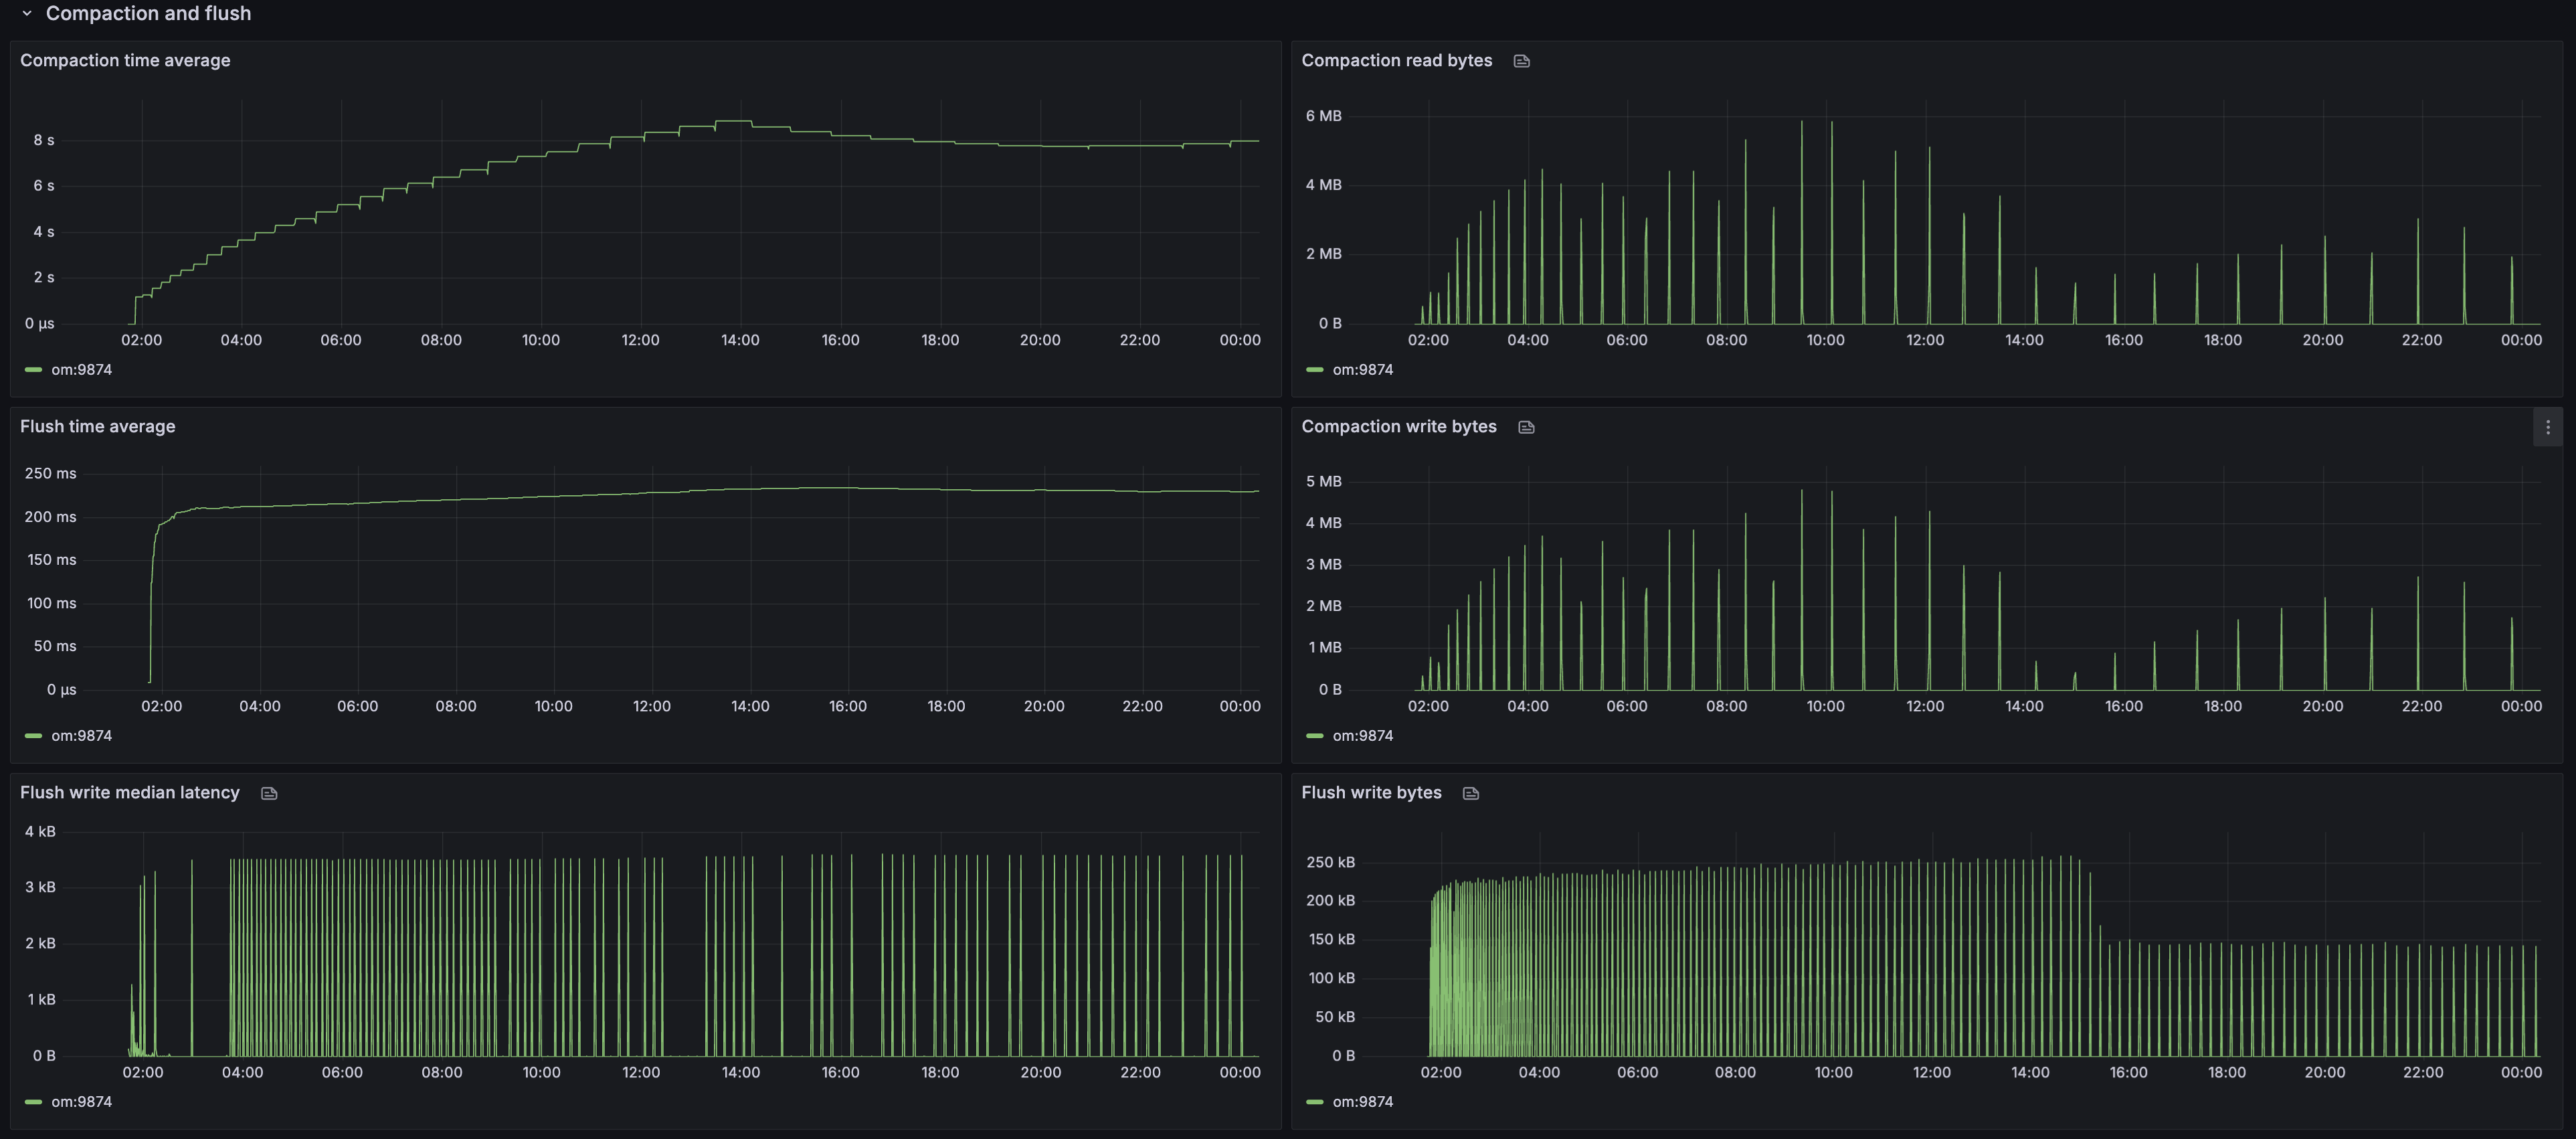 Compaction and flush
Compaction time average
8 s
6 s
4 s
2 s
0 µs
02:00 04:00 06:00 08:00 10:00 12:00 14:00 16:00 18:00 20:00 22:00 00:00
om:9874
Compaction read bytes
6 MB
4 MB
2 MB
0 B
02:00 04:00 06:00 08:00 10:00 12:00 14:00 16:00 18:00 20:00 22:00 00:00
om:9874
Flush time average
250 ms
200 ms
150 ms
100 ms
50 ms
0 µs
02:00 04:00 06:00 08:00 10:00 12:00 14:00 16:00 18:00 20:00 22:00 00:00
om:9874
Compaction write bytes
5 MB
4 MB
3 MB
2 MB
1 MB
0 B
02:00 04:00 06:00 08:00 10:00 12:00 14:00 16:00 18:00 20:00 22:00 00:00
om:9874
Flush write median latency
4 kB
3 kB
2 kB
1 kB
0 B
02:00 04:00 06:00 08:00 10:00 12:00 14:00 16:00 18:00 20:00 22:00 00:00
om:9874
Flush write bytes
250 kB
200 kB
150 kB
100 kB
50 kB
0 B
02:00 04:00 06:00 08:00 10:00 12:00 14:00 16:00 18:00 20:00 22:00 00:00
om:9874